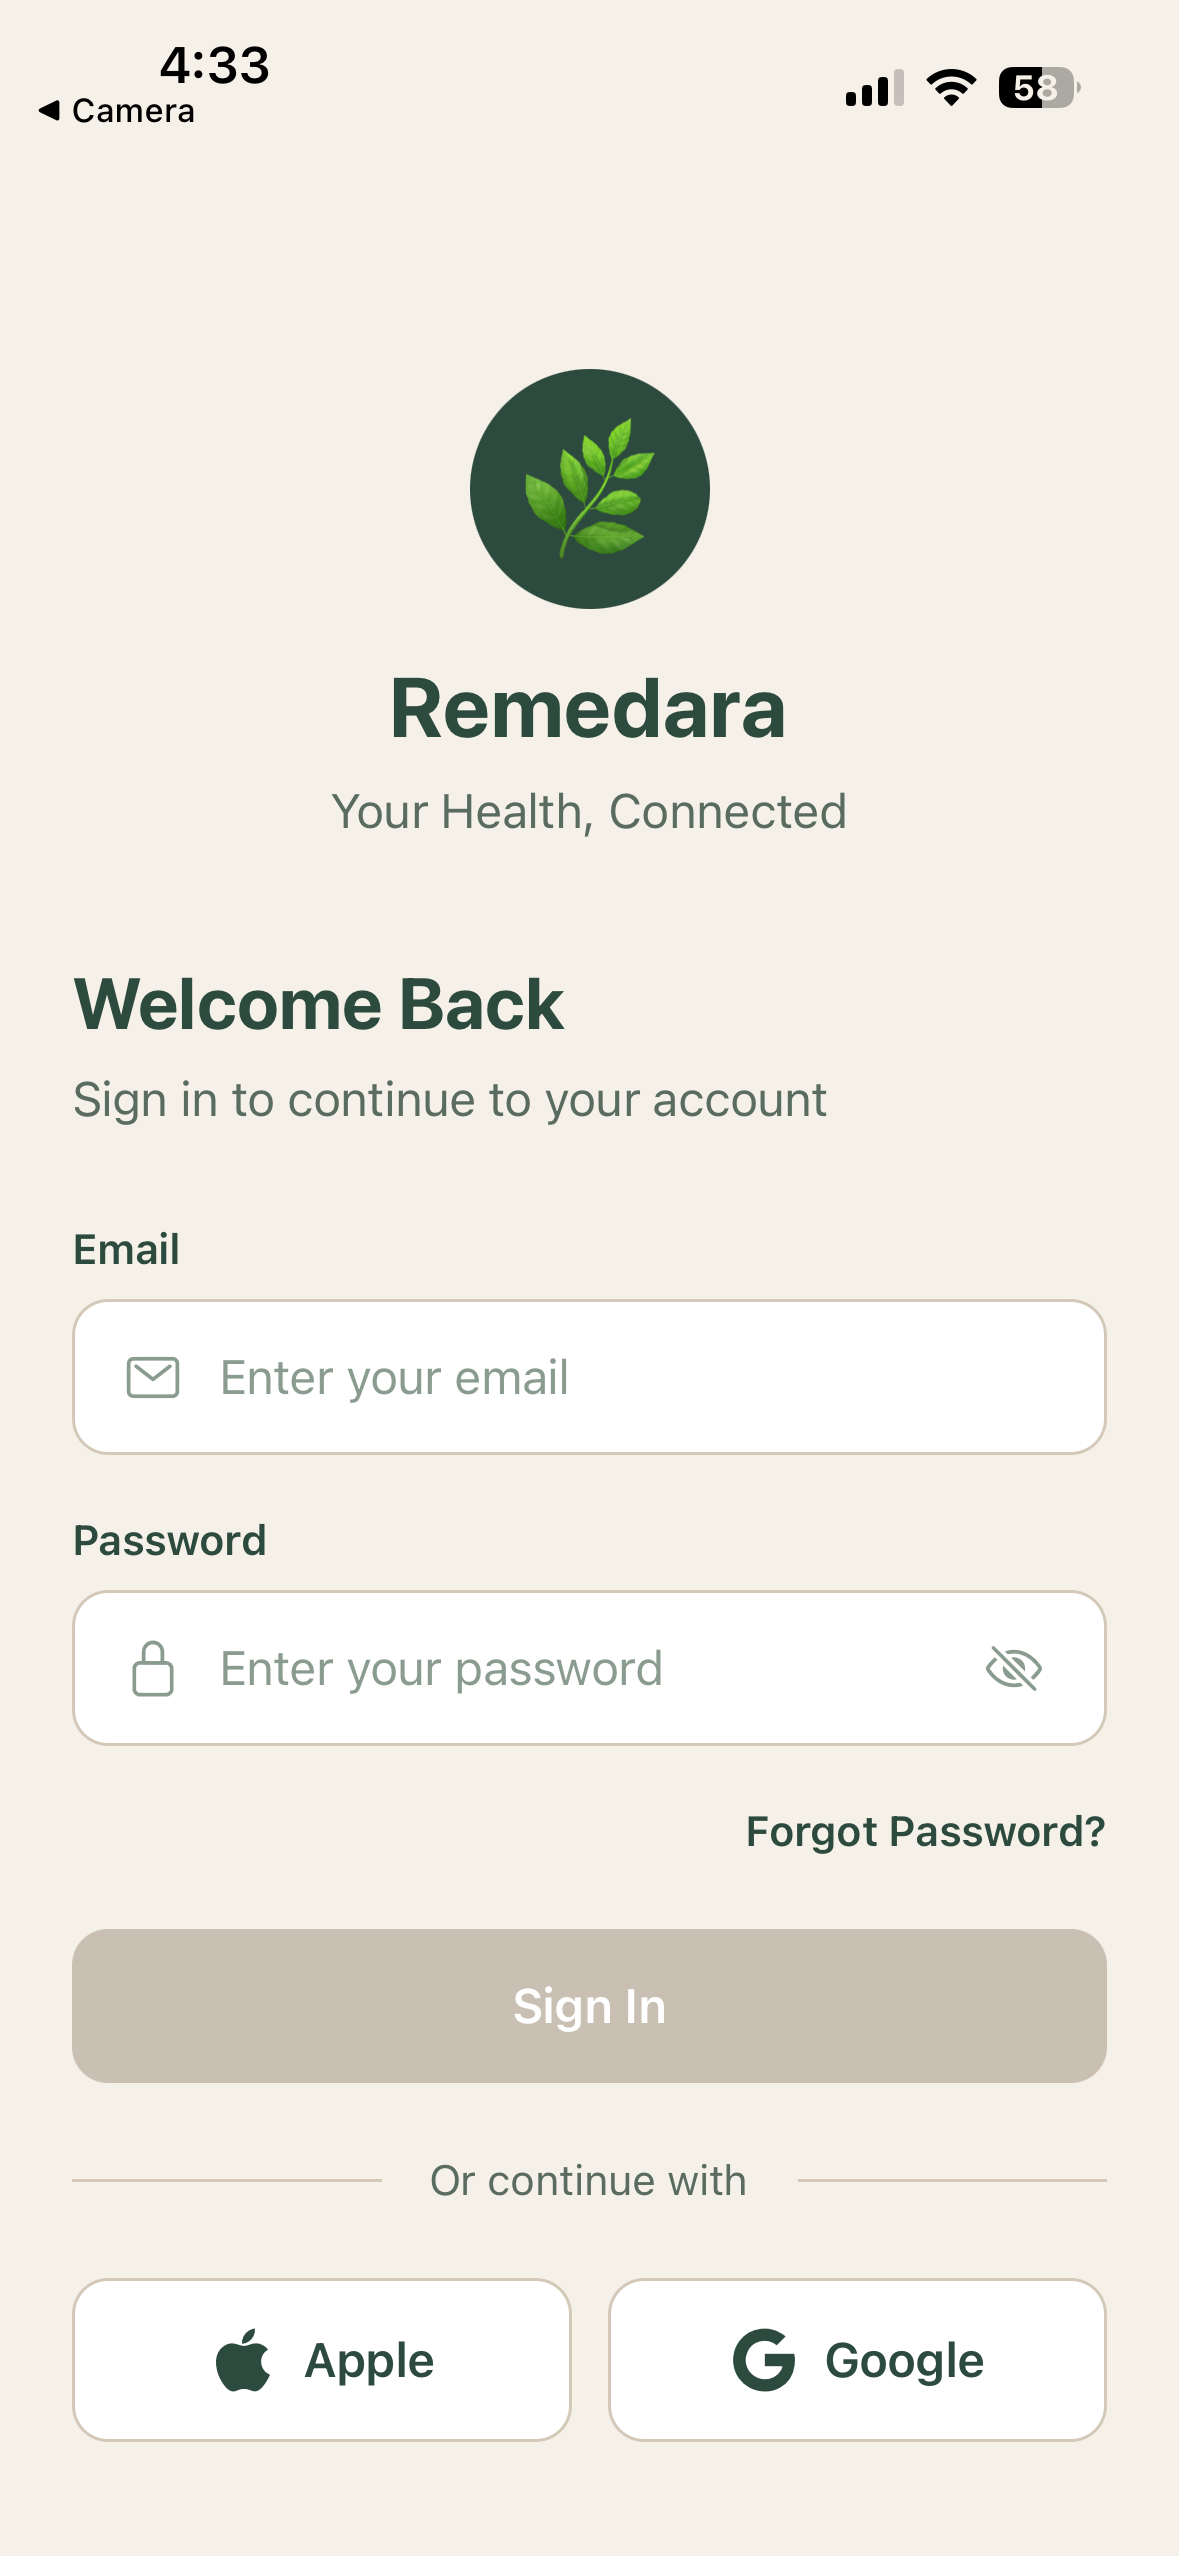 4:33
Camera
58
Remedara
Your Health, Connected
Welcome Back
Sign in to continue to your account
Email
Enter your email
Password
Enter your password
Forgot Password?
Sign In
Or continue with
Apple
Google